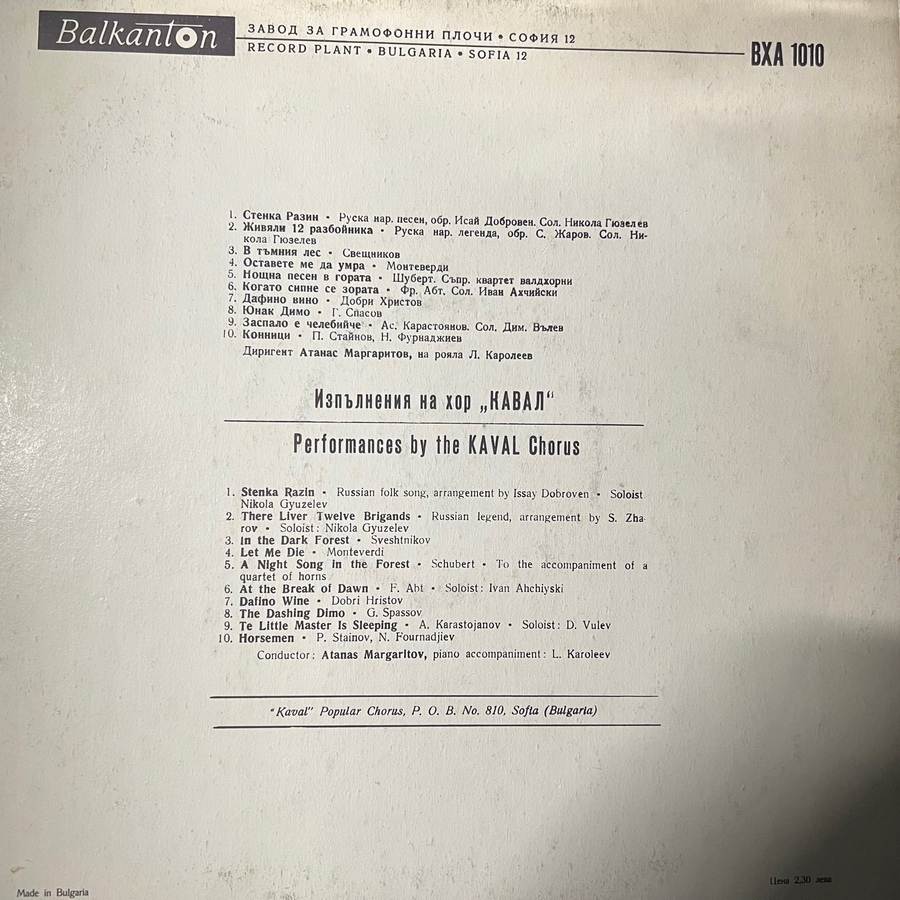 Balkanton
ЗАВОД ЗА ГРАМОФОННИ ПЛОЧИ • СОФИЯ 12
RECORD PLANT • BULGARIA • SOFIA 12
ВХА 1010
1. Стенка Разин • Руска нар. песен, обр. Исай Добровен. Сол. Никола Гюзелев
2. Живяли 12 разбойника • Руска нар. легенда, обр. С. Жаров. Сол. Ни-
кола Гюзелев
3. В тъмния лес • Свещников
4. Оставете ме да умра • Монтеверди
5. Нощна песен в гората • Шуберт. Съпр. квартет валдхорни
6. Когато сипне се зората • Фр. Абт. Сол. Иван Ахчийски
7. Дафино вино • Добри Христов
8. Юнак Димо • Г. Спасов
9. Заспало е челебийче • Ас. Карастоянов. Сол. Дим. Вълев
10. Конници • П. Стайнов, Н. Фурнаджиев
Диригент Атанас Маргаритов, на рояла Л. Каролеев
Изпълнения на хор „КАВАЛ“
Performances by the KAVAL Chorus
1. Stenka Razin • Russian folk song, arrangement by Issay Dobroven • Soloist
Nikola Gyuzelev
2. There Liver Twelve Brigands • Russian legend, arrangement by S. Zha-
rov • Soloist: Nikola Gyuzelev
3. In the Dark Forest • Sveshtnikov
4. Let Me Die • Monteverdi
5. A Night Song in the Forest • Schubert • To the accompaniment of a
quartet of horns
6. At the Break of Dawn • F. Abt • Soloist: Ivan Ahchiyski
7. Dafino Wine • Dobri Hristov
8. The Dashing Dimo • G. Spassov
9. Te Little Master Is Sleeping • A. Karastojanov • Soloist: D. Vulev
10. Horsemen • P. Stainov, N. Fournadjiev
Conductor: Atanas Margaritov, piano accompaniment: L. Karoleev
"Kaval" Popular Chorus, P. O. B. No. 810, Sofia (Bulgaria)
Made in Bulgaria
Цена 2,30 лева